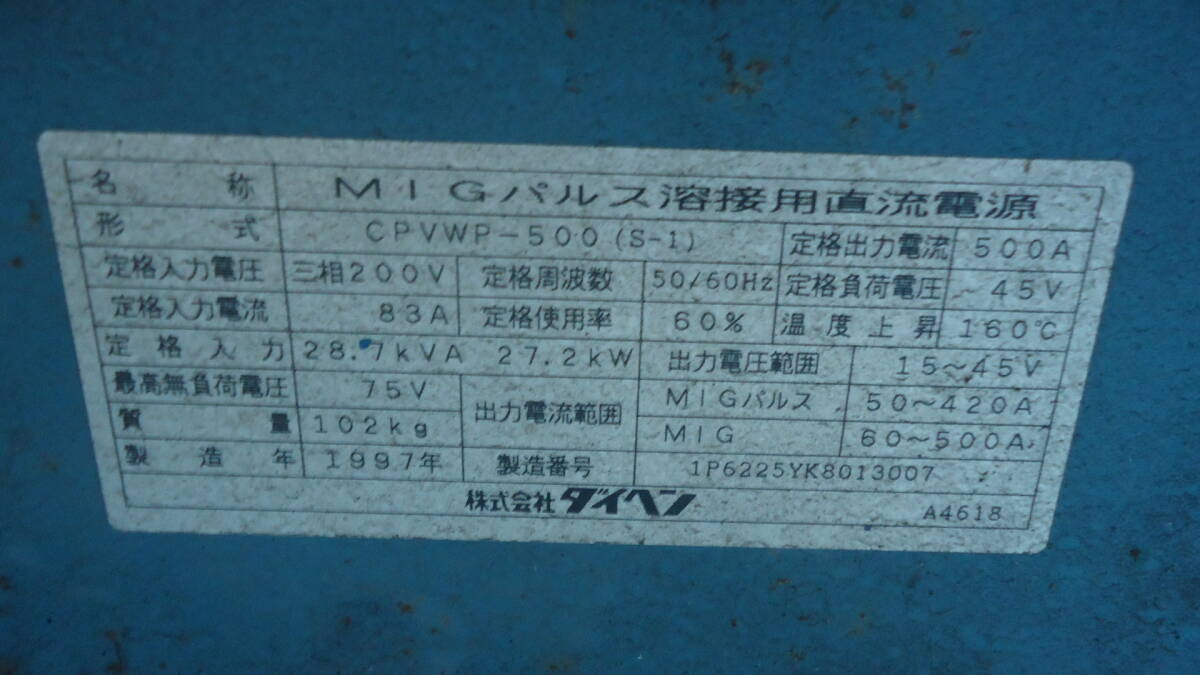 名称 MIGパルス溶接用直流電源
形式 CPVWP-500(S-1) 定格出力電流 500A
定格入力電圧 三相200V 定格周波数 50/60Hz 定格負荷電圧 45V
定格入力電流 83A 定格使用率 60% 温度上昇 160℃
定格入力 28.7kVA 27.2kW 出力電圧範囲 15~45V
最高無負荷電圧 75V 出力電流範囲 MIGパルス 50~420A
質量 102kg MIG 60~500A
製造年 1997年 製造番号 1P6225YK8013007
株式会社ダイヘン A4618